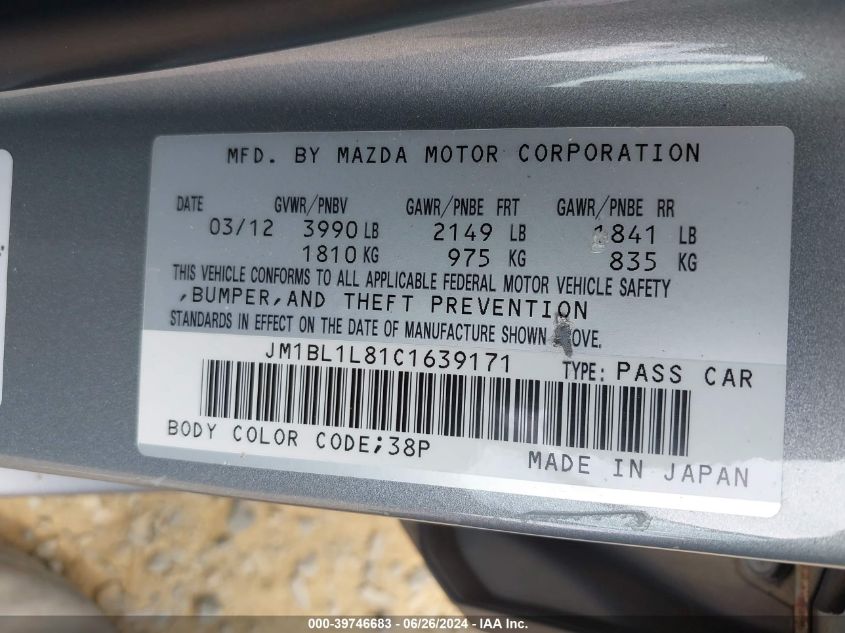 MFD. BY MAZDA MOTOR CORPORATION
DATE GVWR/PNBV GAWR/PNBE FRT GAWR/PNBE RR
03/12 3990 LB 2149 LB 1841 LB
1810 KG 975 KG 835 KG
THIS VEHICLE CONFORMS TO ALL APPLICABLE FEDERAL MOTOR VEHICLE SAFETY
,BUMPER,AND THEFT PREVENTION
STANDARDS IN EFFECT ON THE DATE OF MANUFACTURE SHOWN OVE.
JM1BL1L81C1639171 TYPE: PASS CAR
BODY COLOR CODE;38P
MADE IN JAPAN
000-39746683 - 06/26/2024 - IAA Inc.